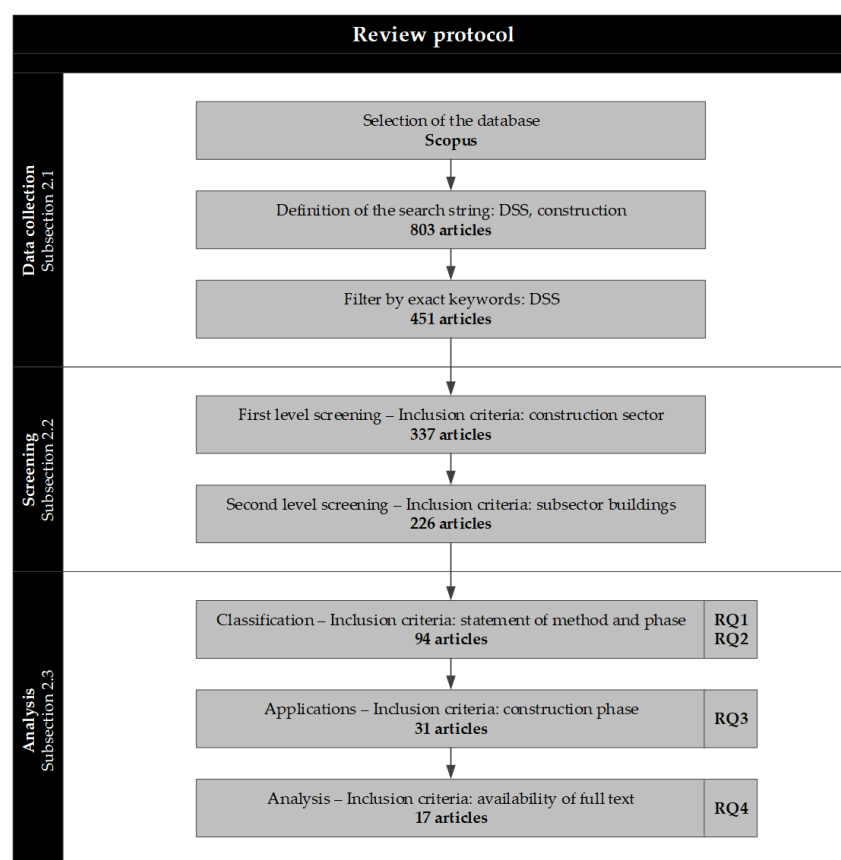 Review protocol
Data collection
Subsection 2.1
Selection of the database
Scopus
Definition of the search string: DSS, construction
803 articles
Filter by exact keywords: DSS
451 articles
Screening
Subsection 2.2
First level screening – Inclusion criteria: construction sector
337 articles
Second level screening – Inclusion criteria: subsector buildings
226 articles
Analysis
Subsection 2.3
Classification – Inclusion criteria: statement of method and phase
94 articles
RQ1
RQ2
Applications – Inclusion criteria: construction phase
31 articles
RQ3
Analysis – Inclusion criteria: availability of full text
17 articles
RQ4